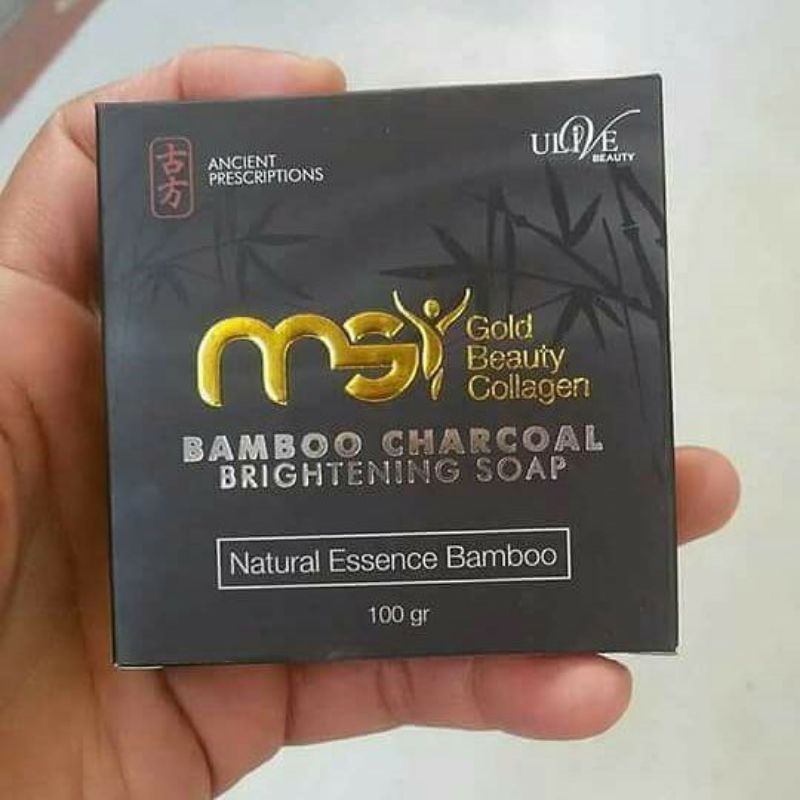 古方
ANCIENT
PRESCRIPTIONS
ULIVE
BEAUTY
msi
Gold
Beauty
Collagen
BAMBOO CHARCOAL
BRIGHTENING SOAP
Natural Essence Bamboo
100 gr